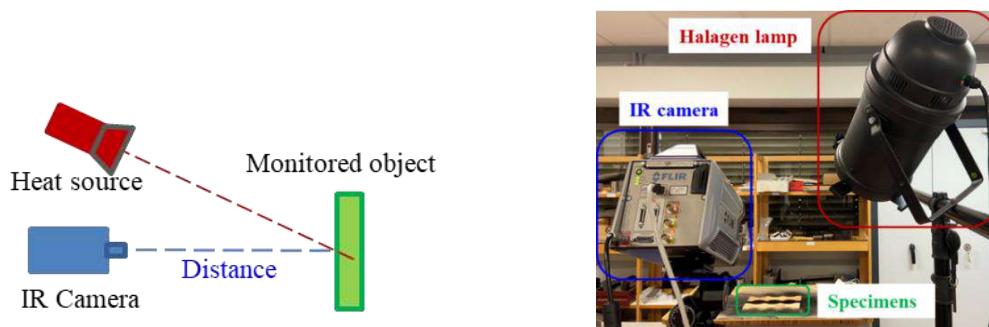 Heat source
Monitored object
IR Camera
Distance
Halagen lamp
IR camera
FLIR
Specimens